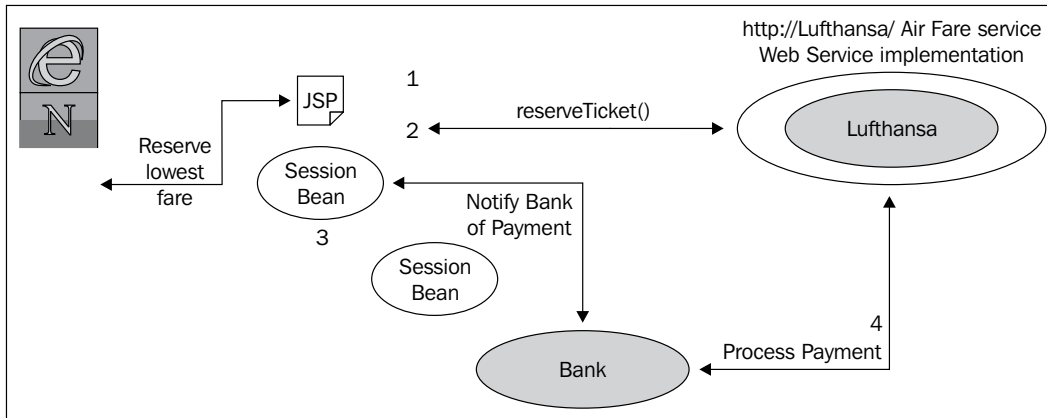 http://Lufthansa/ Air Fare service
Web Service implementation
e
N
JSP
1
2
reserveTicket()
Lufthansa
Reserve
lowest
fare
Session
Bean
3
Notify Bank
of Payment
Session
Bean
4
Process Payment
Bank